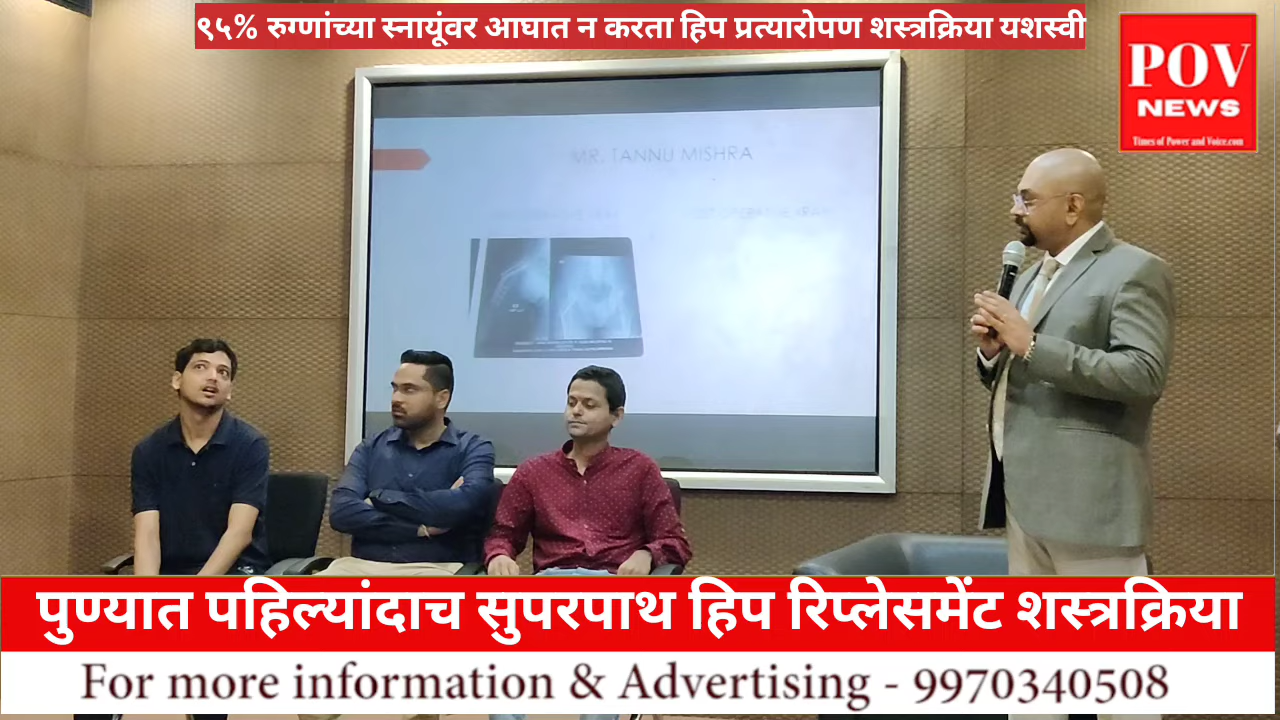 ९५% रुग्णांच्या स्नायूंवर आघात न करता हिप प्रत्यारोपण शस्त्रक्रिया यशस्वी
POV
NEWS
Times of Power and Voice.com
MR. TANNU MISHRA
पुण्यात पहिल्यांदाच सुपरपाथ हिप रिप्लेसमेंट शस्त्रक्रिया
For more information & Advertising - 9970340508